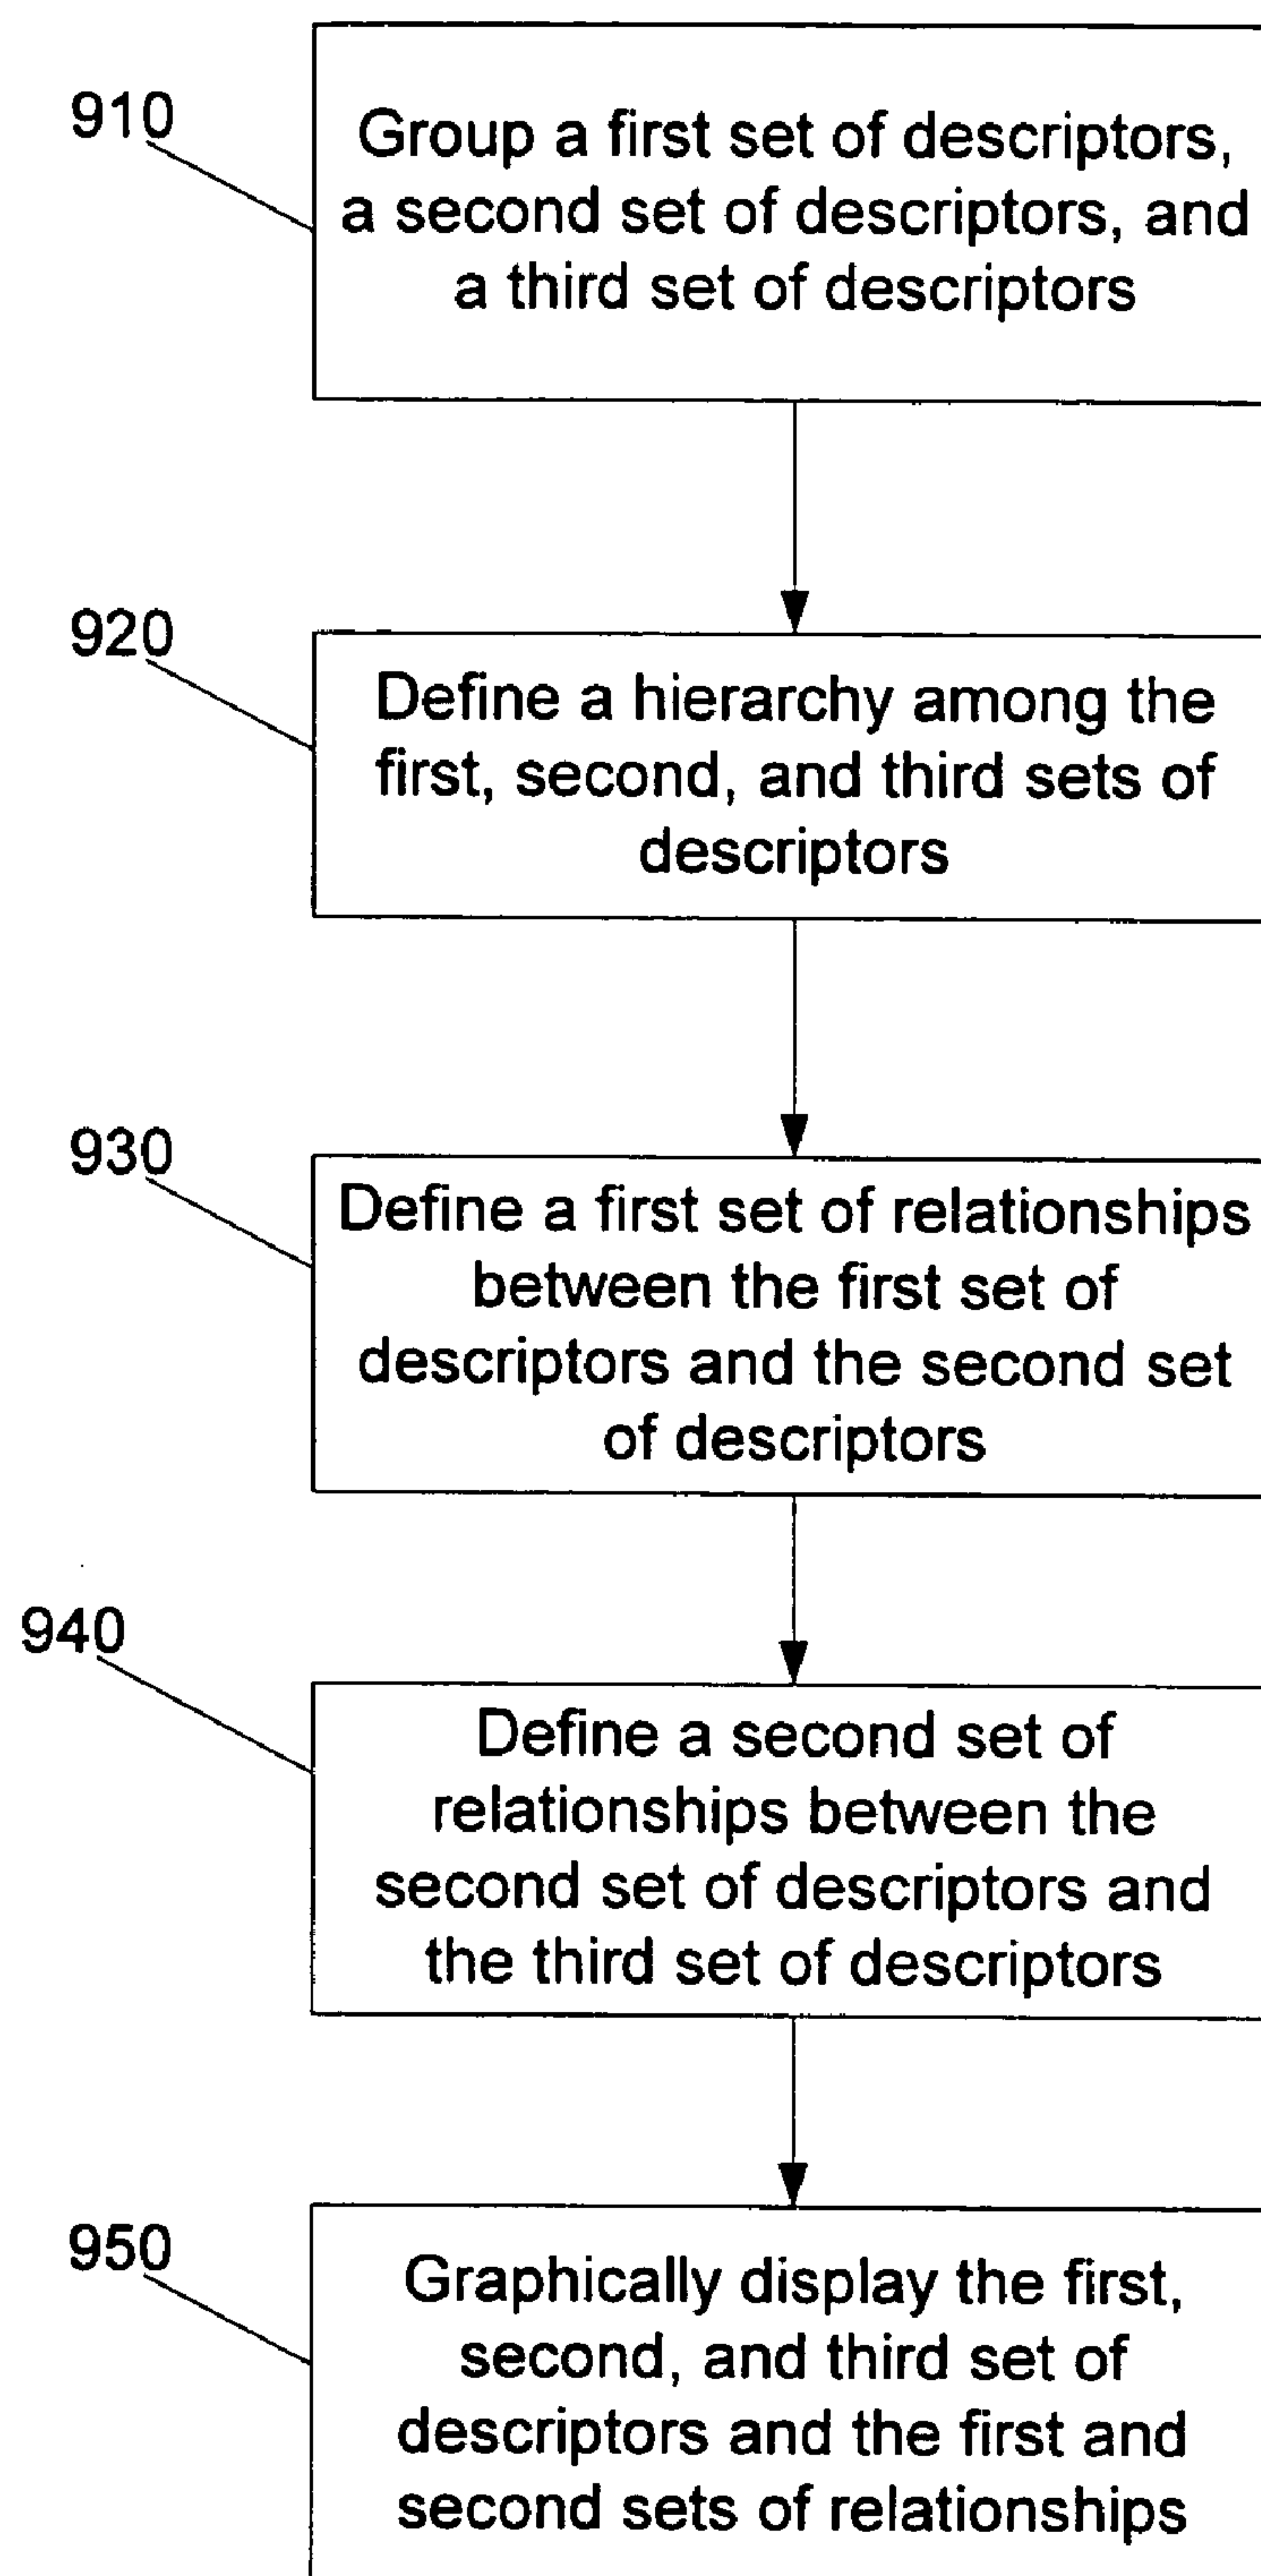 910
Group a first set of descriptors,
a second set of descriptors, and
a third set of descriptors
920
Define a hierarchy among the
first, second, and third sets of
descriptors
930
Define a first set of relationships
between the first set of
descriptors and the second set
of descriptors
940
Define a second set of
relationships between the
second set of descriptors and
the third set of descriptors
950
Graphically display the first,
second, and third set of
descriptors and the first and
second sets of relationships